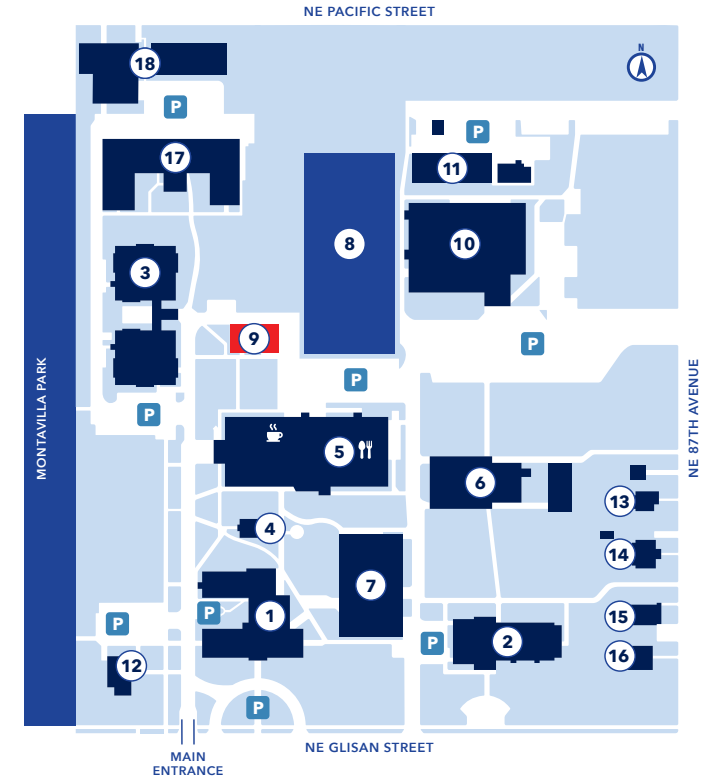 NE PACIFIC STREET
18
N
P
P
17
11
8
10
3
9
P
P
MONTAVILLA PARK
NE 87TH AVENUE
P
5
6
13
4
14
7
P
P
1
15
2
P
16
12
P
NE GLISAN STREET
MAIN
ENTRANCE